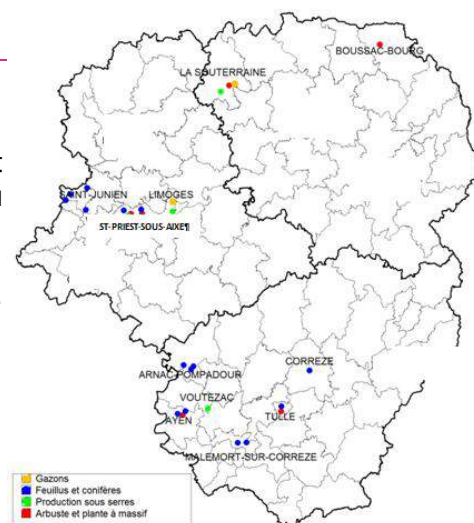 BOUSSAC-BOURG
LA SOUTERRAINE
SAINT-JUNIEN
LIMOGES
ST-PRIEST-SOUS-AIXE¶
CORREZE
ARNAC-POMPADOUR
VOUTEZAC
AYEN
TULLE
MALEMORT-SUR-CORREZE
Gazons
Feuillus et conifères
Production sous serres
Arbuste et plante à massif